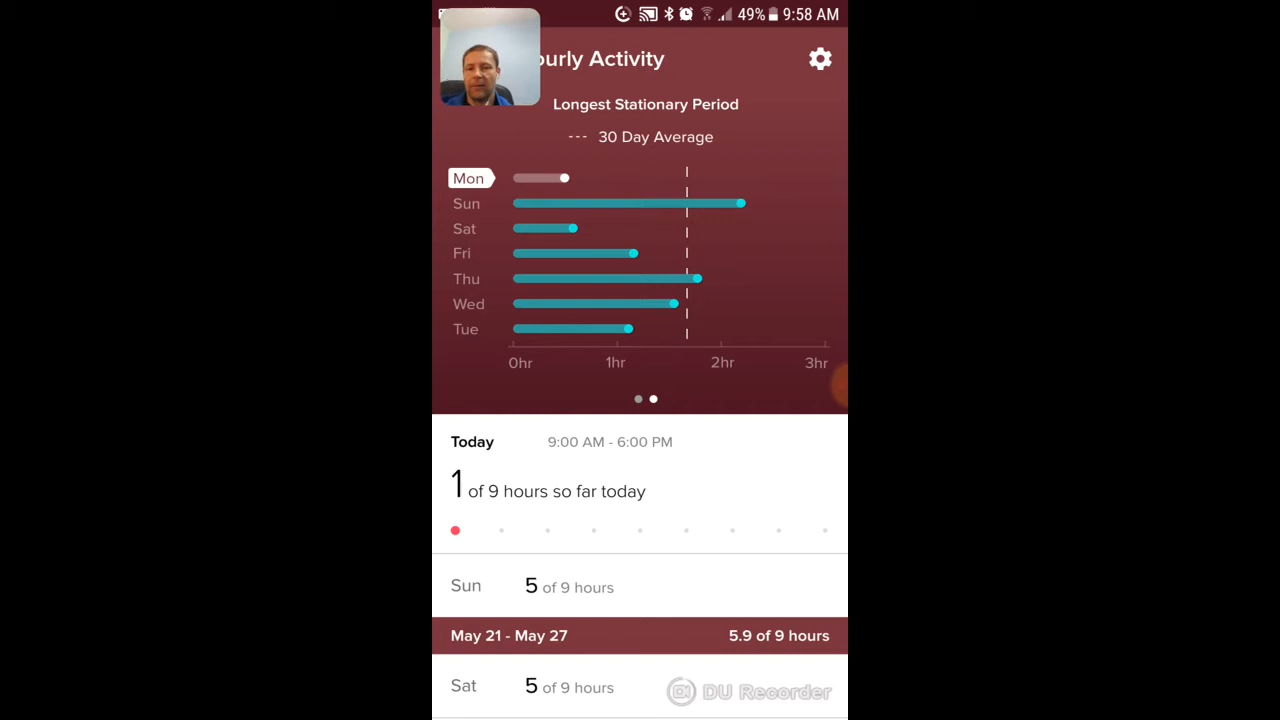 49% 9:58 AM
ourly Activity
Longest Stationary Period
--- 30 Day Average
Mon
Sun
Sat
Fri
Thu
Wed
Tue
0hr 1hr 2hr 3hr
Today 9:00 AM - 6:00 PM
1 of 9 hours so far today
Sun 5 of 9 hours
May 21 - May 27 5.9 of 9 hours
Sat 5 of 9 hours
DU Recorder